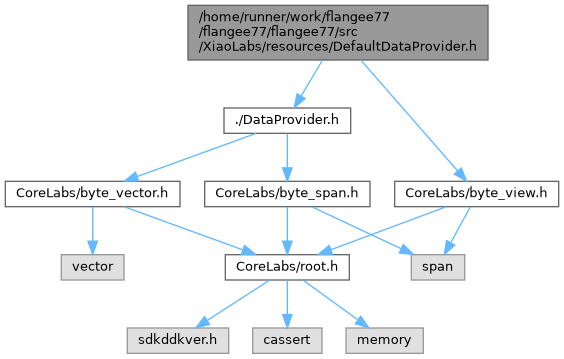 /home/runner/work/flangee77
/flangee77/flangee77/src
/XiaoLabs/resources/DefaultDataProvider.h
./DataProvider.h
CoreLabs/byte_vector.h
CoreLabs/byte_span.h
CoreLabs/byte_view.h
vector
CoreLabs/root.h
span
sdkddkver.h
cassert
memory